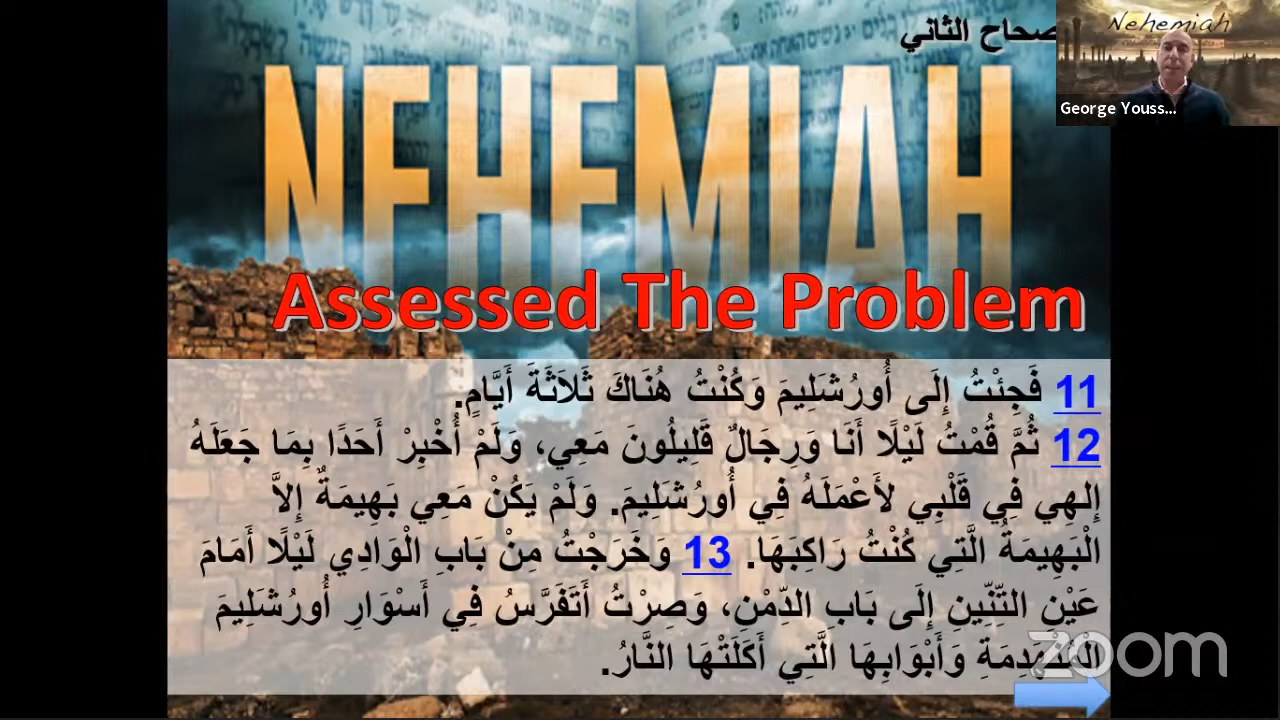 صحاح الثاني
Nehemiah
George Youss...
NEHEMIAH
Assessed The Problem
11 فَجِئْتُ إِلَى أُورُشَلِيمَ وَكُنْتُ هُنَاكَ ثَلاَثَةَ أَيَّامٍ.
12 ثُمَّ قُمْتُ لَيْلًا أَنَا وَرِجَالٌ قَلِيلُونَ مَعِي، وَلَمْ أُخْبِرْ أَحَدًا بِمَا جَعَلَهُ
إِلهِي فِي قَلْبِي لأَعْمَلَهُ فِي أُورُشَلِيمَ. وَلَمْ يَكُنْ مَعِي بَهِيمَةٌ إِلاَّ
الْبَهِيمَةُ الَّتِي كُنْتُ رَاكِبَهَا. 13 وَخَرَجْتُ مِنْ بَابِ الْوَادِي لَيْلًا أَمَامَ
عَيْنِ التِّنِّينِ إِلَى بَابِ الدِّمْنِ، وَصِرْتُ أَتَفَرَّسُ فِي أَسْوَارِ أُورُشَلِيمَ
الْمُنْهَدِمَةِ وَأَبْوَابِهَا الَّتِي أَكَلَتْهَا النَّارُ.
zoom